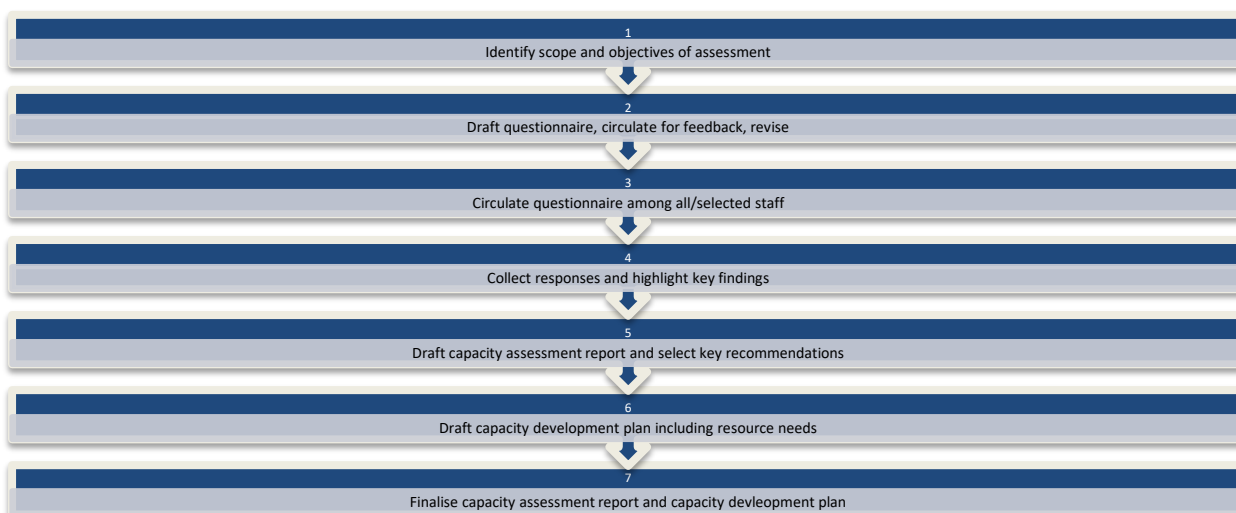 1
Identify scope and objectives of assessment
2
Draft questionnaire, circulate for feedback, revise
3
Circulate questionnaire among all/selected staff
4
Collect responses and highlight key findings
5
Draft capacity assessment report and select key recommendations
6
Draft capacity development plan including resource needs
7
Finalise capacity assessment report and capacity devleopment plan